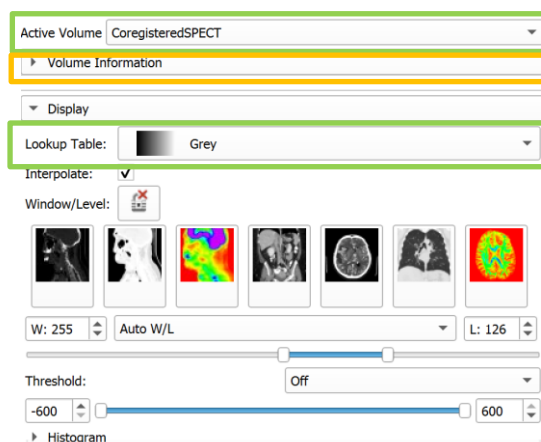 Active Volume CoregisteredSPECT
Volume Information
Display
Lookup Table: Grey
Interpolate:
Window/Level:
W: 255 Auto W/L L: 126
Threshold: Off
-600 600
Histogram